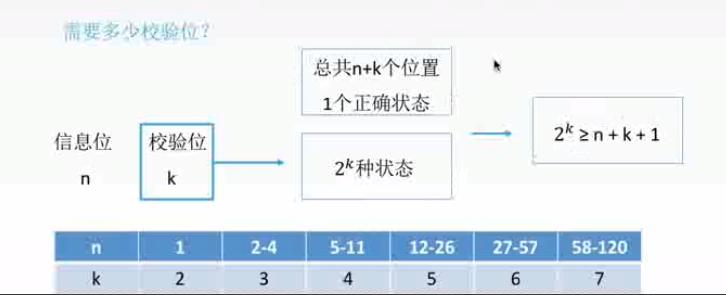 需要多少校验位?
总共n+k个位置
1个正确状态
信息位 校验位
n k
2ᵏ种状态
2ᵏ ≥ n + k + 1
n 1 2-4 5-11 12-26 27-57 58-120
k 2 3 4 5 6 7